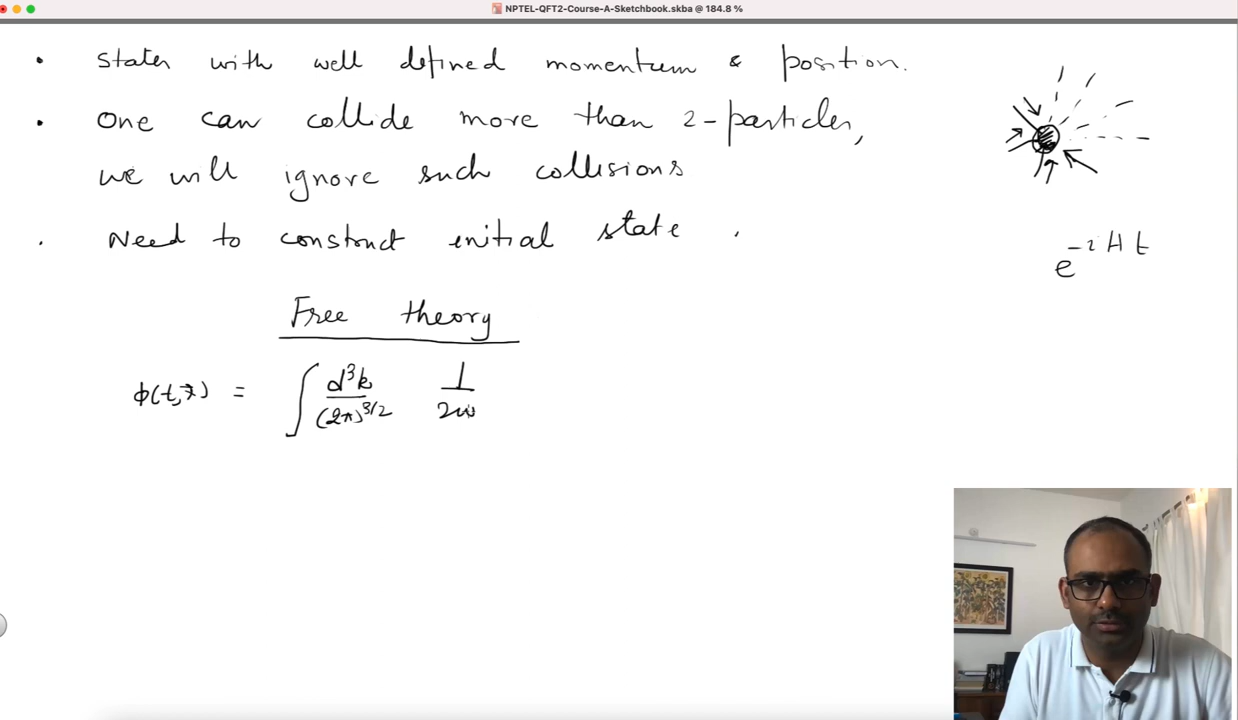 NPTEL-QFT2-Course-A-Sketchbook.skba @ 184.8 %
• states with well defined momentum & position.
• One can collide more than 2-particles,
we will ignore such collisions
. Need to construct initial state .
e^{-iHt}
Free theory
ϕ(t,x⃗) = ∫ d³k/(2π)^{3/2} 1/2ω